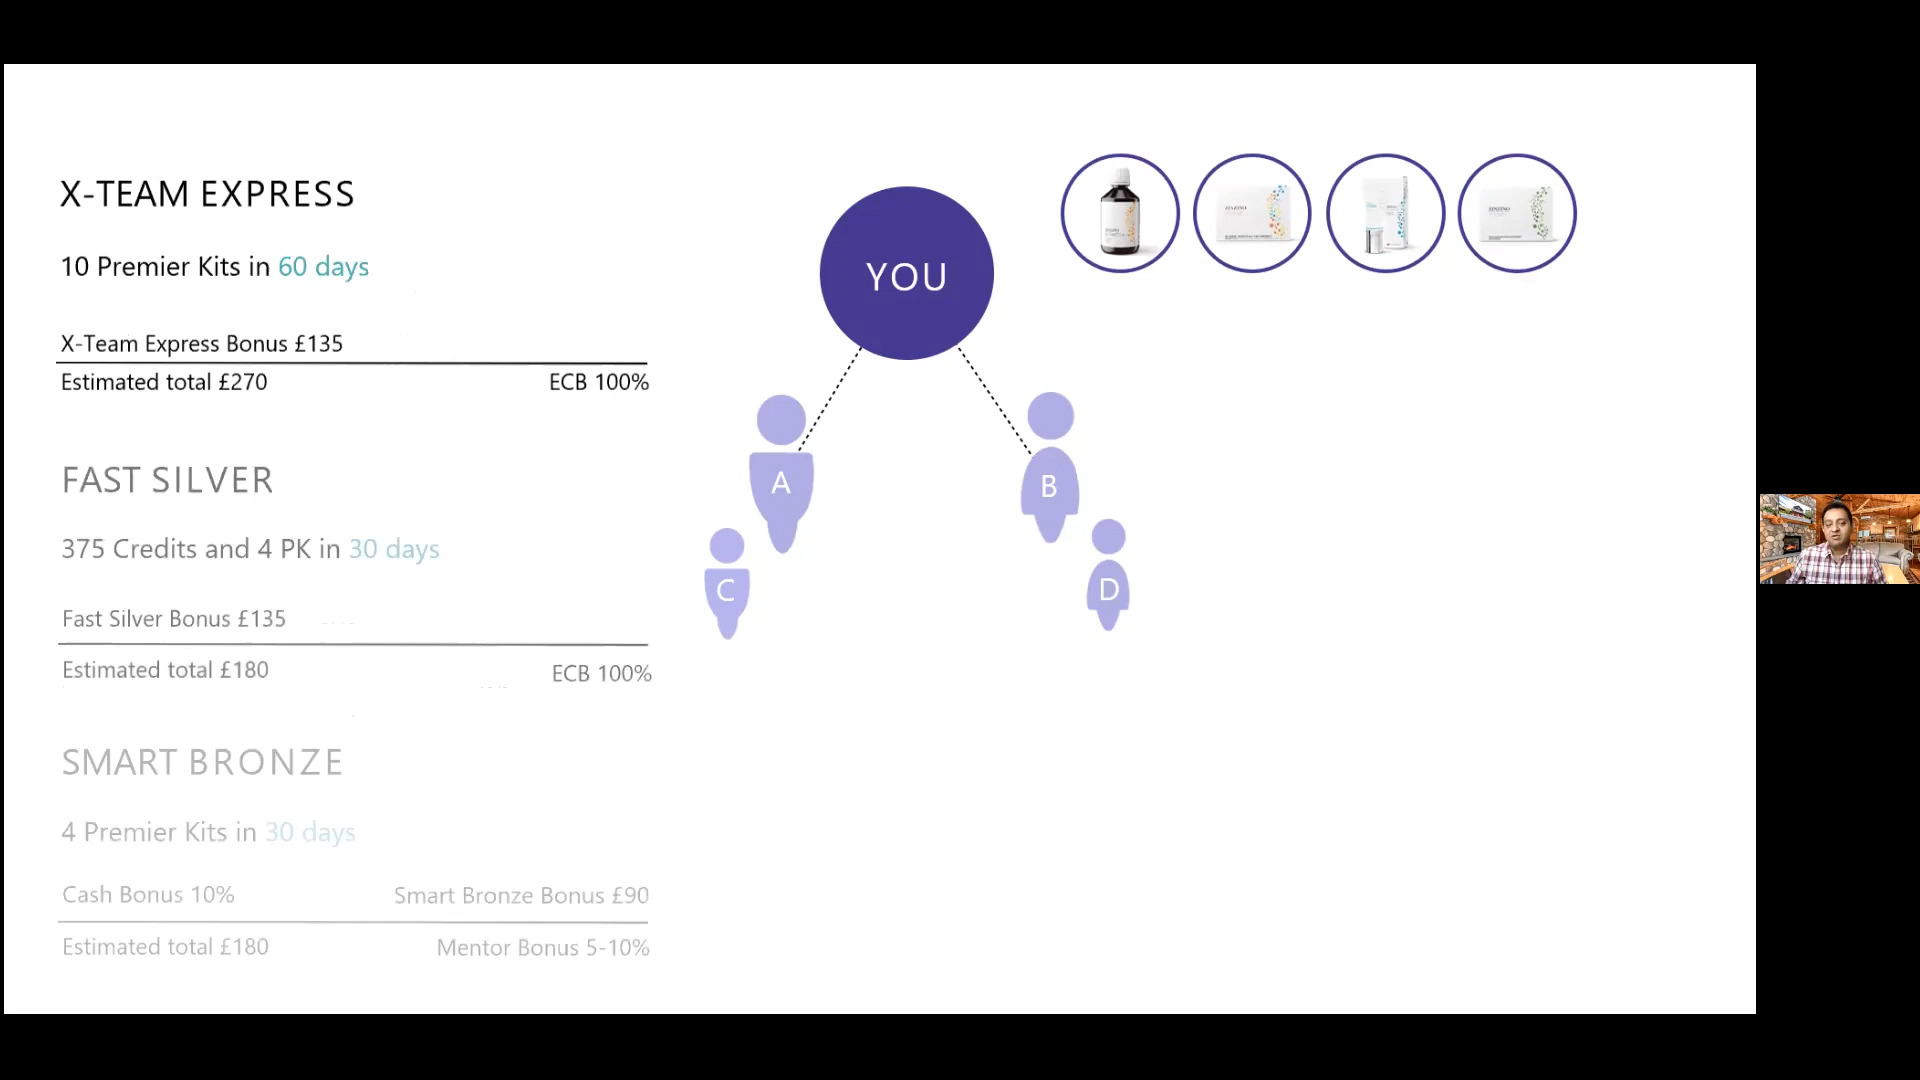 X-TEAM EXPRESS
10 Premier Kits in 60 days
X-Team Express Bonus £135
Estimated total £270 ECB 100%
FAST SILVER
375 Credits and 4 PK in 30 days
Fast Silver Bonus £135
Estimated total £180 ECB 100%
SMART BRONZE
4 Premier Kits in 30 days
Cash Bonus 10% Smart Bronze Bonus £90
Estimated total £180 Mentor Bonus 5-10%
YOU
A
B
C
D
ZINZINO
ZINZINO